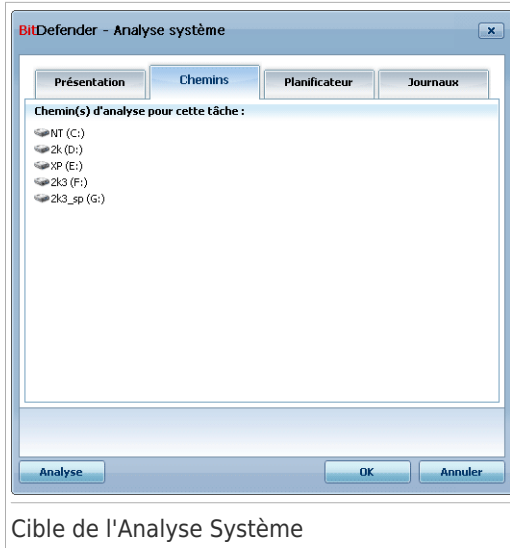 BitDefender - Analyse système
Présentation Chemins Planificateur Journaux
Chemin(s) d'analyse pour cette tâche :
NT (C:)
2k (D:)
XP (E:)
2k3 (F:)
2k3_sp (G:)
Analyse OK Annuler
Cible de l'Analyse Système